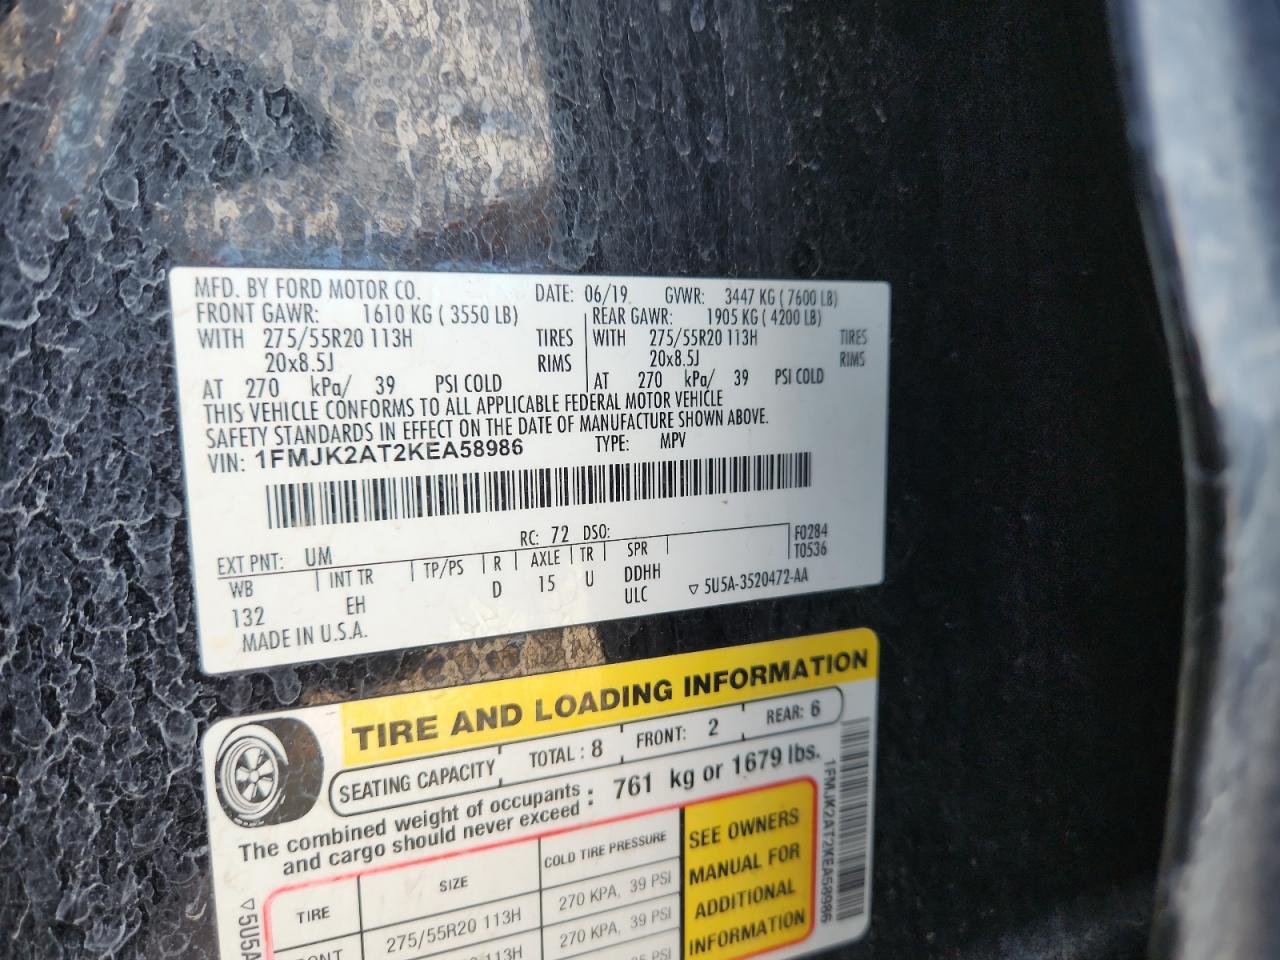 MFD. BY FORD MOTOR CO. DATE: 06/19 GVWR: 3447 KG ( 7600 LB)
FRONT GAWR: 1610 KG ( 3550 LB) REAR GAWR: 1905 KG ( 4200 LB)
WITH 275/55R20 113H TIRES WITH 275/55R20 113H TIRES
20x8.5J RIMS 20x8.5J RIMS
AT 270 kPa/ 39 PSI COLD AT 270 kPa/ 39 PSI COLD
THIS VEHICLE CONFORMS TO ALL APPLICABLE FEDERAL MOTOR VEHICLE
SAFETY STANDARDS IN EFFECT ON THE DATE OF MANUFACTURE SHOWN ABOVE.
VIN: 1FMJK2AT2KEA58986 TYPE: MPV
EXT PNT: UM RC: 72 DSO: F0284
WB INT TR TP/PS R AXLE TR SPR T0536
132 EH D 15 U DDHH
ULC ▽ 5U5A-3520472-AA
MADE IN U.S.A.
TIRE AND LOADING INFORMATION
SEATING CAPACITY TOTAL : 8 FRONT: 2 REAR: 6
The combined weight of occupants : 761 kg or 1679 lbs.
and cargo should never exceed
TIRE SIZE COLD TIRE PRESSURE
275/55R20 113H 270 KPA, 39 PSI
113H 270 KPA, 39 PSI
PSI
SEE OWNERS
MANUAL FOR
ADDITIONAL
INFORMATION
1FMJK2AT2KEA58986
▽ 5U5A